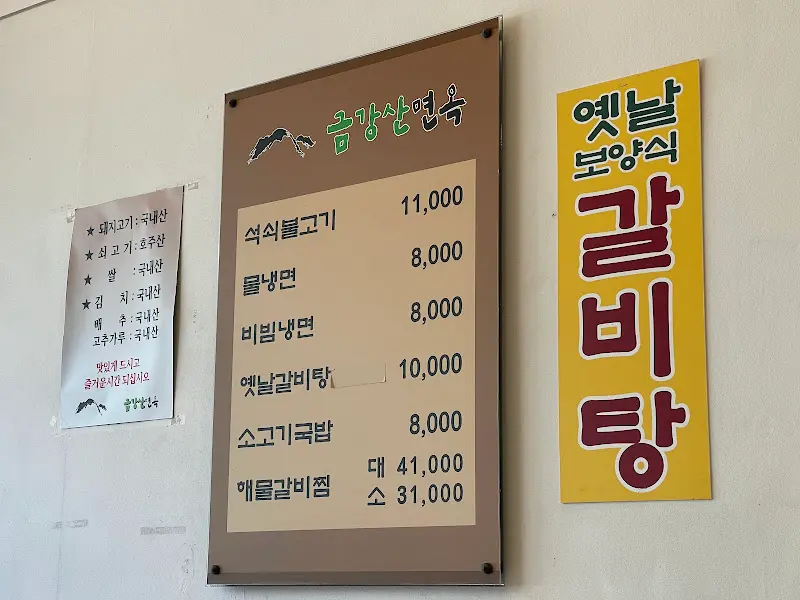 ★ 돼지고기 : 국내산
★ 쇠 고 기 : 호주산
★ 쌀 : 국내산
★ 김 치 : 국내산
배 추 : 국내산
고추가루 : 국내산
맛있게 드시고
즐거운시간 되십시오
금강산면옥
금강산면옥
석쇠불고기 11,000
물냉면 8,000
비빔냉면 8,000
옛날갈비탕 10,000
소고기국밥 8,000
해물갈비찜 대 41,000
소 31,000
옛날
보양식
갈비탕